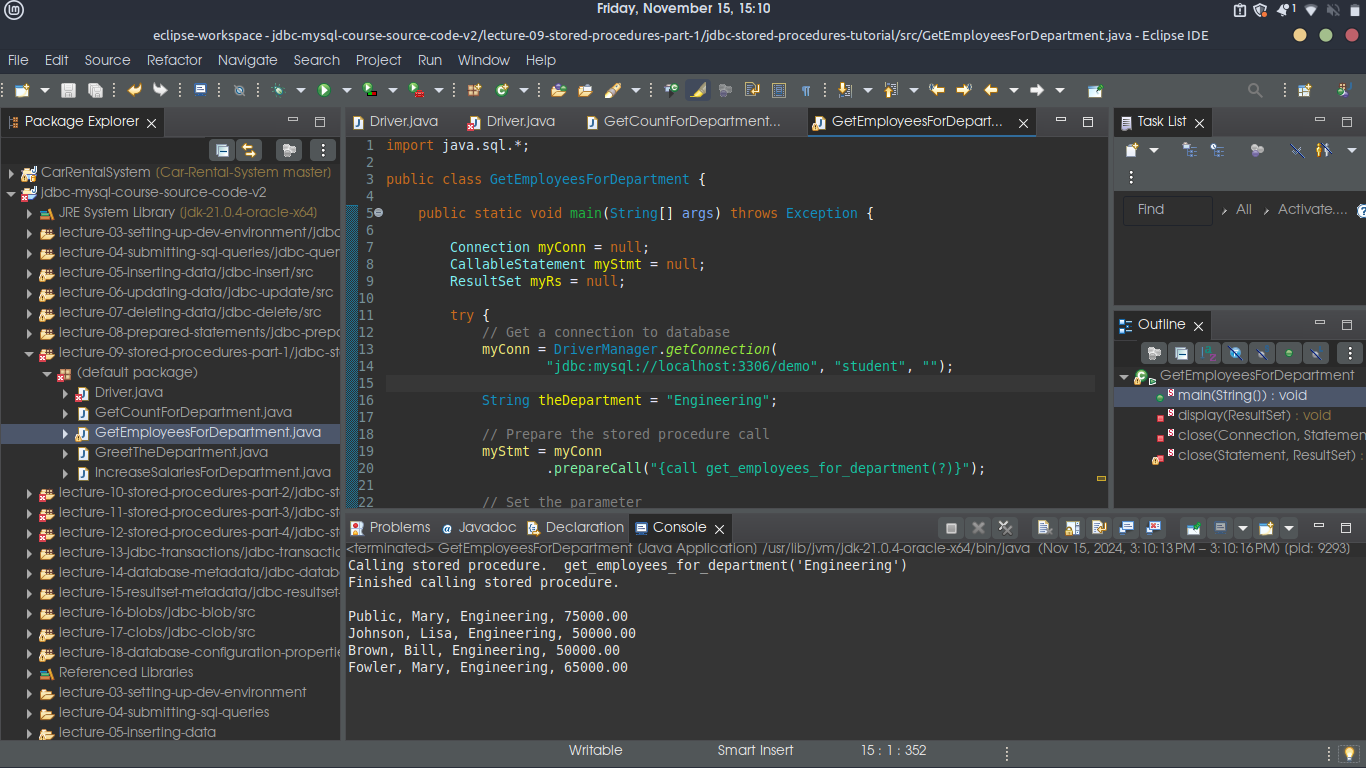 Friday, November 15, 15:10
1
eclipse-workspace - jdbc-mysql-course-source-code-v2/lecture-09-stored-procedures-part-1/jdbc-stored-procedures-tutorial/src/GetEmployeesForDepartment.java - Eclipse IDE
File Edit Source Refactor Navigate Search Project Run Window Help
Package Explorer
CarRentalSystem [Car-Rental-System master]
jdbc-mysql-course-source-code-v2
JRE System Library [jdk-21.0.4-oracle-x64]
lecture-03-setting-up-dev-environment/jdbc
lecture-04-submitting-sql-queries/jdbc-quer
lecture-05-inserting-data/jdbc-insert/src
lecture-06-updating-data/jdbc-update/src
lecture-07-deleting-data/jdbc-delete/src
lecture-08-prepared-statements/jdbc-prepa
lecture-09-stored-procedures-part-1/jdbc-st
(default package)
Driver.java
GetCountForDepartment.java
GetEmployeesForDepartment.java
GreetTheDepartment.java
IncreaseSalariesForDepartment.java
lecture-10-stored-procedures-part-2/jdbc-st
lecture-11-stored-procedures-part-3/jdbc-st
lecture-12-stored-procedures-part-4/jdbc-st
lecture-13-jdbc-transactions/jdbc-transactio
lecture-14-database-metadata/jdbc-datab
lecture-15-resultset-metadata/jdbc-resultset-
lecture-16-blobs/jdbc-blob/src
lecture-17-clobs/jdbc-clob/src
lecture-18-database-configuration-propertie
Referenced Libraries
lecture-03-setting-up-dev-environment
lecture-04-submitting-sql-queries
lecture-05-inserting-data
Driver.java Driver.java GetCountForDepartment... GetEmployeesForDepart...
1 import java.sql.*;
2
3 public class GetEmployeesForDepartment {
4
5 public static void main(String[] args) throws Exception {
6
7 Connection myConn = null;
8 CallableStatement myStmt = null;
9 ResultSet myRs = null;
10
11 try {
12 // Get a connection to database
13 myConn = DriverManager.getConnection(
14 "jdbc:mysql://localhost:3306/demo", "student", "");
15
16 String theDepartment = "Engineering";
17
18 // Prepare the stored procedure call
19 myStmt = myConn
20 .prepareCall("{call get_employees_for_department(?)}");
21
22 // Set the parameter
Task List
Find All Activate....
Outline
GetEmployeesForDepartment
main(String[]) : void
display(ResultSet) : void
close(Connection, Statemen
close(Statement, ResultSet) :
Problems Javadoc Declaration Console
<terminated> GetEmployeesForDepartment [Java Application] /usr/lib/jvm/jdk-21.0.4-oracle-x64/bin/java (Nov 15, 2024, 3:10:13 PM – 3:10:16 PM) [pid: 9293]
Calling stored procedure.  get_employees_for_department('Engineering')
Finished calling stored procedure.
Public, Mary, Engineering, 75000.00
Johnson, Lisa, Engineering, 50000.00
Brown, Bill, Engineering, 50000.00
Fowler, Mary, Engineering, 65000.00
Writable Smart Insert 15 : 1 : 352